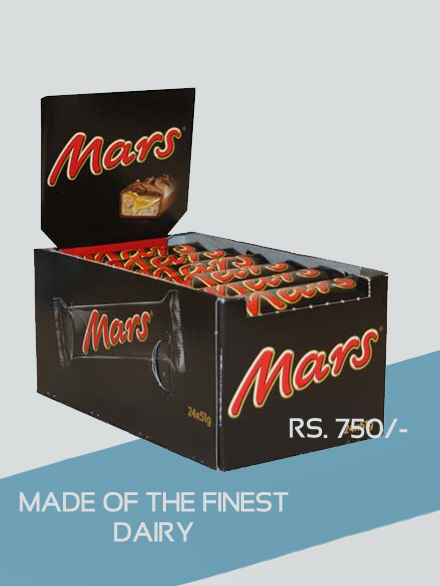 Mars
Mars
24x51g
Mars
RS. 750/-
MADE OF THE FINEST
DAIRY